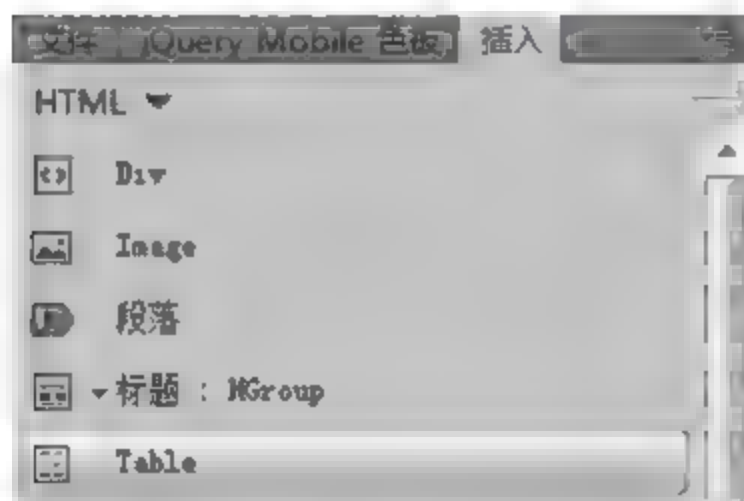 文件 jQuery Mobile 色板 插入
HTML
Div
Image
段落
标题 : HGroup
Table